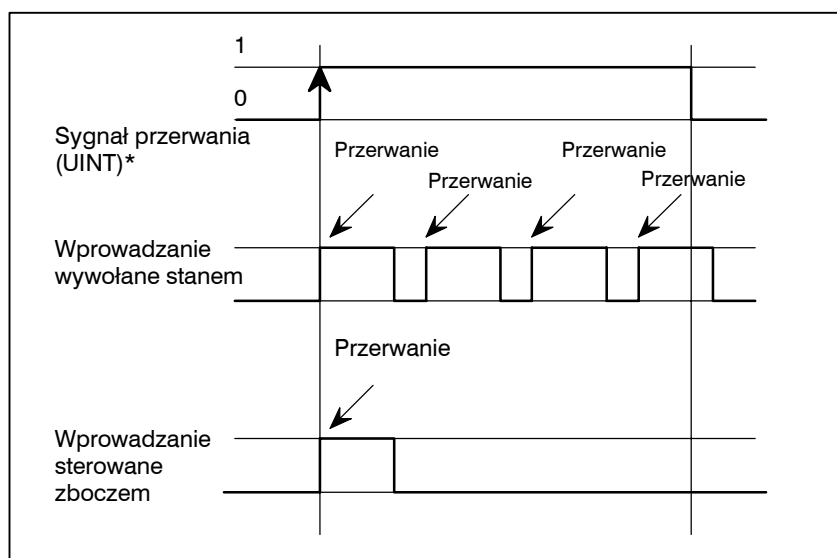 1
0
Sygnał przerwania
(UINT)*
Przerwanie
Przerwanie
Przerwanie
Przerwanie
Wprowadzanie
wywołane stanem
Przerwanie
Wprowadzanie
sterowane
zboczem